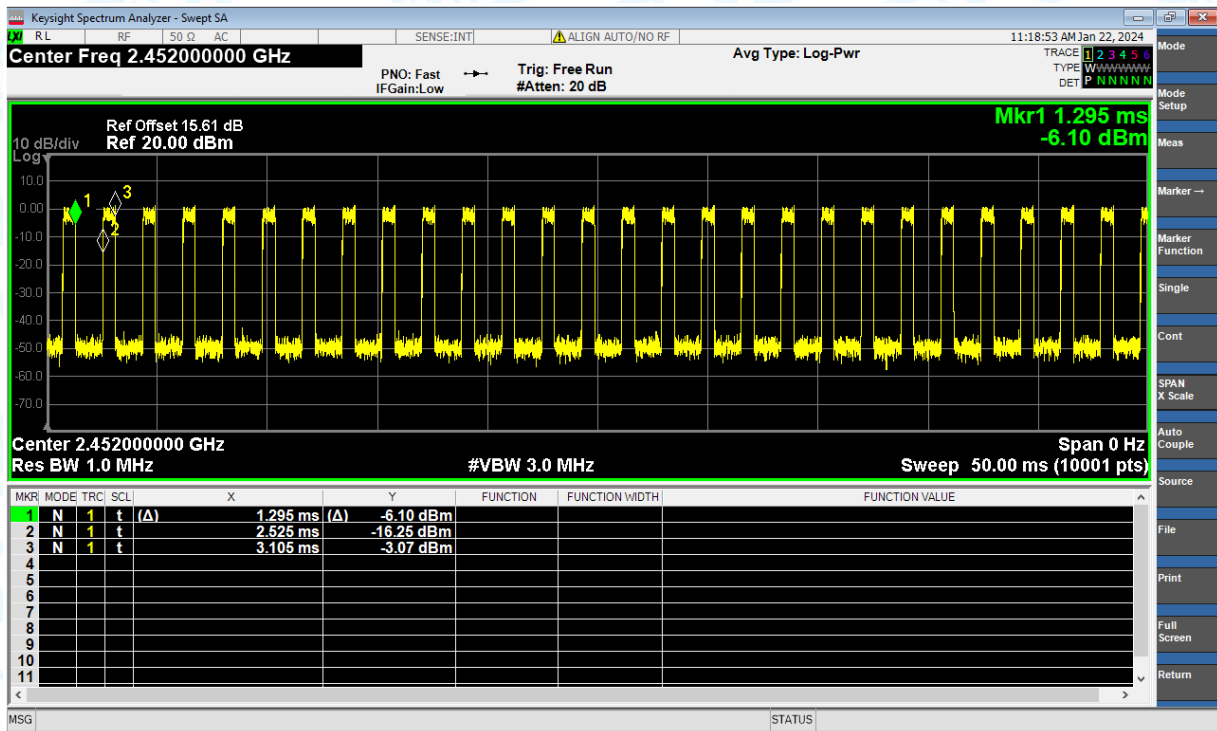 Keysight Spectrum Analyzer - Swept SA
LXI RL RF 50 Ω AC SENSE:INT ALIGN AUTO/NO RF 11:18:53 AM Jan 22, 2024
Center Freq 2.452000000 GHz
PNO: Fast
IFGain:Low
Trig: Free Run
#Atten: 20 dB
Avg Type: Log-Pwr
TRACE 1 2 3 4 5 6
TYPE WWWWWW
DET P N N N N N
Ref Offset 15.61 dB
10 dB/div Ref 20.00 dBm
Log
Mkr1 1.295 ms
-6.10 dBm
10.0
0.00
-10.0
-20.0
-30.0
-40.0
-50.0
-60.0
-70.0
1
2
3
Center 2.452000000 GHz Span 0 Hz
Res BW 1.0 MHz #VBW 3.0 MHz Sweep 50.00 ms (10001 pts)
MKR MODE TRC SCL X Y FUNCTION FUNCTION WIDTH FUNCTION VALUE
1 N 1 t (Δ) 1.295 ms (Δ) -6.10 dBm
2 N 1 t 2.525 ms -16.25 dBm
3 N 1 t 3.105 ms -3.07 dBm
4
5
6
7
8
9
10
11
MSG STATUS
Mode
Mode Setup
Meas
Marker →
Marker Function
Single
Cont
SPAN X Scale
Auto Couple
Source
File
Print
Full Screen
Return